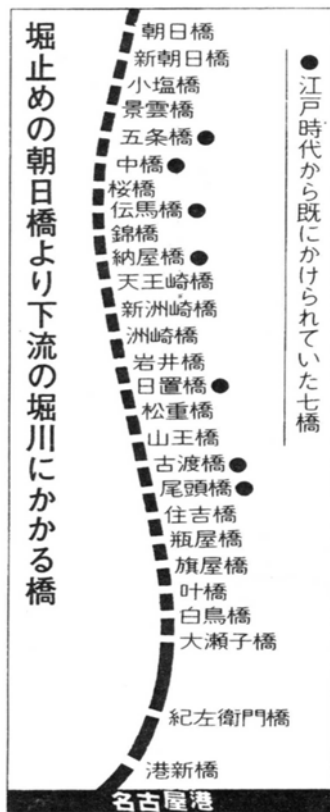 ●江戸時代から既にかけられていた七橋
朝日橋
新朝日橋
小塩橋
景雲橋
五条橋●
中橋●
桜橋
伝馬橋●
錦橋
納屋橋●
天王崎橋
新洲崎橋
洲崎橋
岩井橋
日置橋●
松重橋
山王橋
古渡橋●
尾頭橋●
住吉橋
瓶屋橋
旗屋橋
叶橋
白鳥橋
大瀬子橋
紀左衛門橋
港新橋
堀止めの朝日橋より下流の堀川にかかる橋
名古屋港